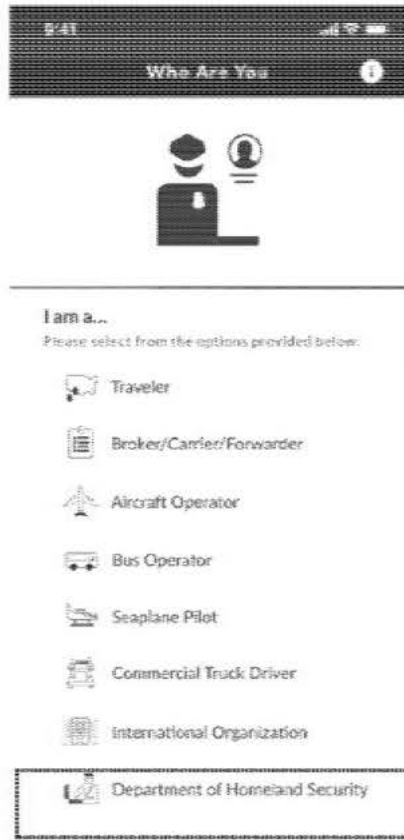 9:41
Who Are You
i
I am a...
Please select from the options provided below.
Traveler
Broker/Carrier/Forwarder
Aircraft Operator
Bus Operator
Seaplane Pilot
Commercial Truck Driver
International Organization
Department of Homeland Security